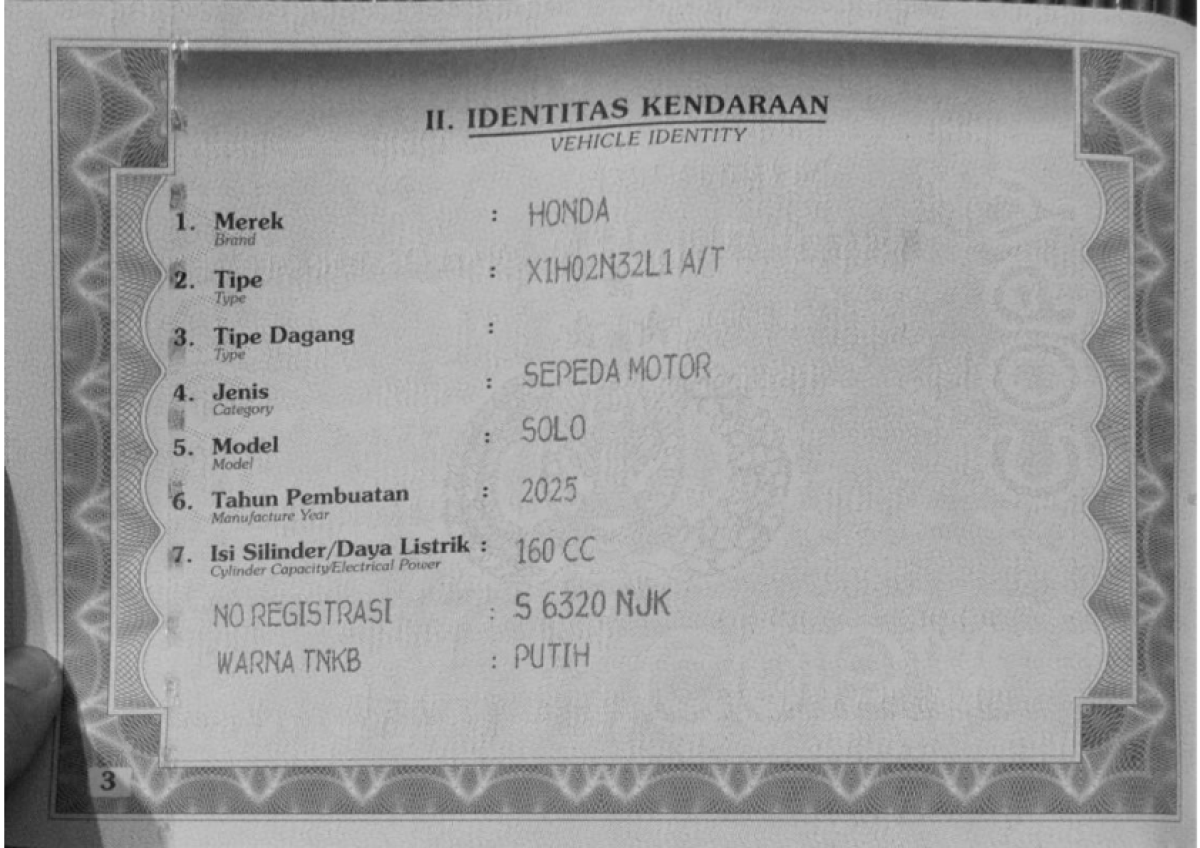 II. IDENTITAS KENDARAAN
VEHICLE IDENTITY
1. Merek : HONDA
Brand
2. Tipe : X1H02N32L1 A/T
Type
3. Tipe Dagang :
Type
4. Jenis : SEPEDA MOTOR
Category
5. Model : SOLO
Model
6. Tahun Pembuatan : 2025
Manufacture Year
7. Isi Silinder/Daya Listrik : 160 CC
Cylinder Capacity/Electrical Power
NO REGISTRASI : S 6320 NJK
WARNA TNKB : PUTIH
3